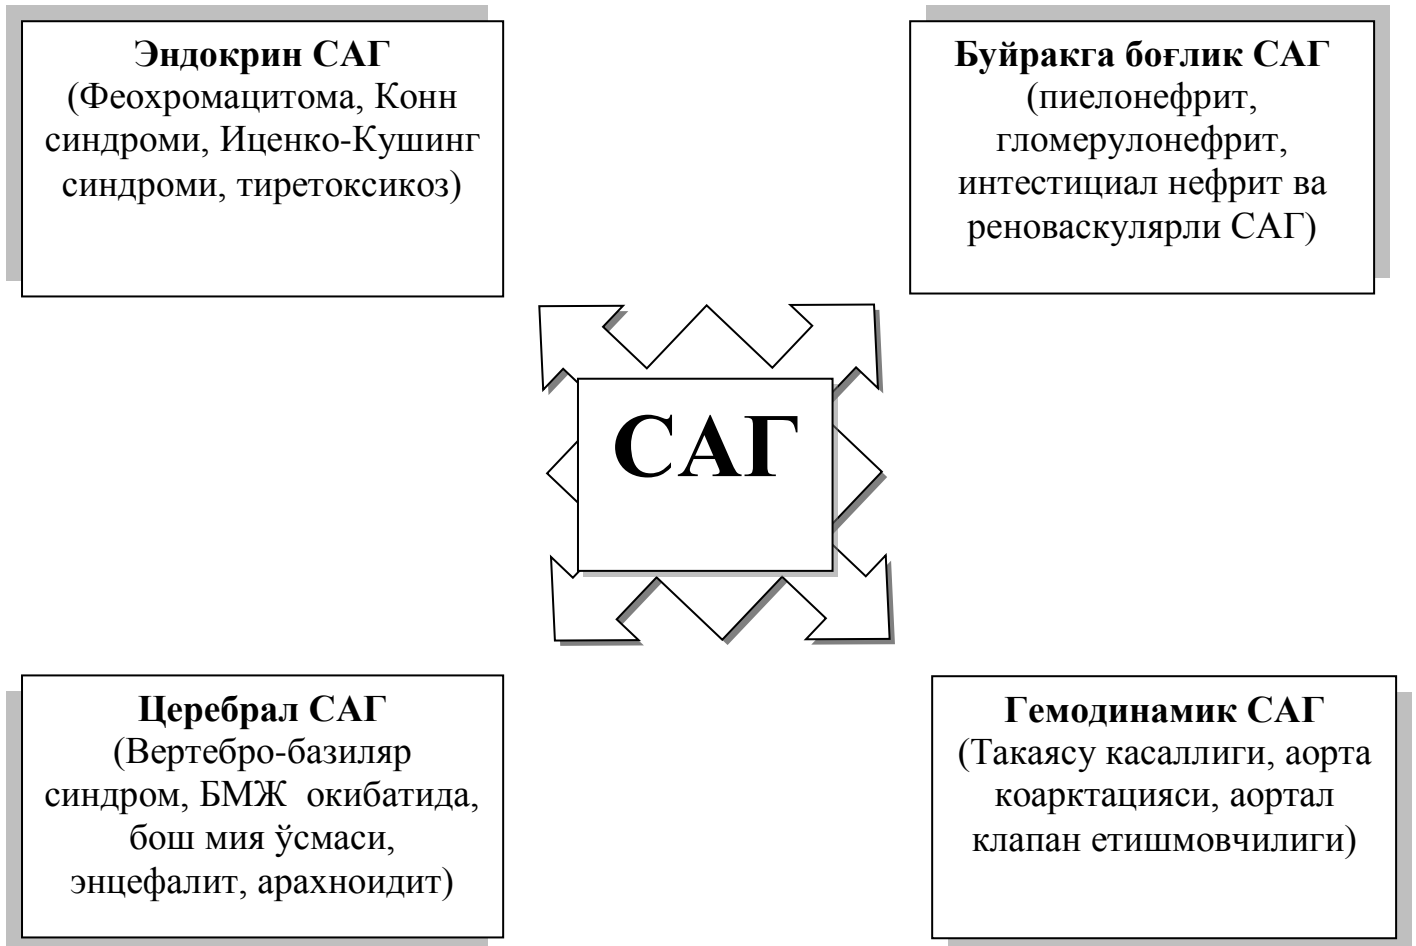 Эндокрин САГ
(Феохромацитома, Конн
синдроми, Иценко-Кушинг
синдроми, тиретоксикоз)
Буйракга боғлик САГ
(пиелонефрит,
гломерулонефрит,
интестициал нефрит ва
реноваскулярли САГ)
САГ
Церебрал САГ
(Вертебро-базиляр
синдром, БМЖ окибатида,
бош мия ўсмаси,
энцефалит, арахноидит)
Гемодинамик САГ
(Такаясу касаллиги, аорта
коарктацияси, аортал
клапан етишмовчилиги)